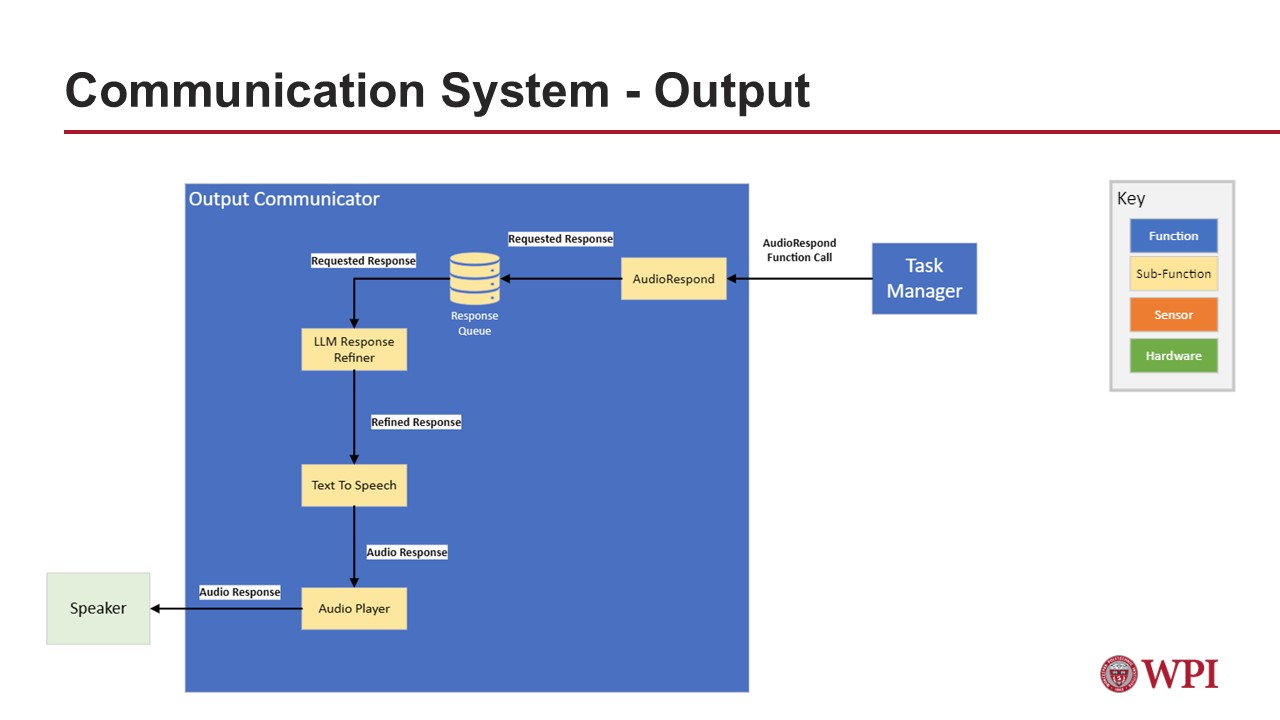 Communication System - Output
Output Communicator
Requested Response
AudioRespond
Function Call
Requested Response
Task
Manager
AudioRespond
Response
Queue
LLM Response
Refiner
Refined Response
Text To Speech
Audio Response
Audio Response
Speaker
Audio Player
Key
Function
Sub-Function
Sensor
Hardware
WPI